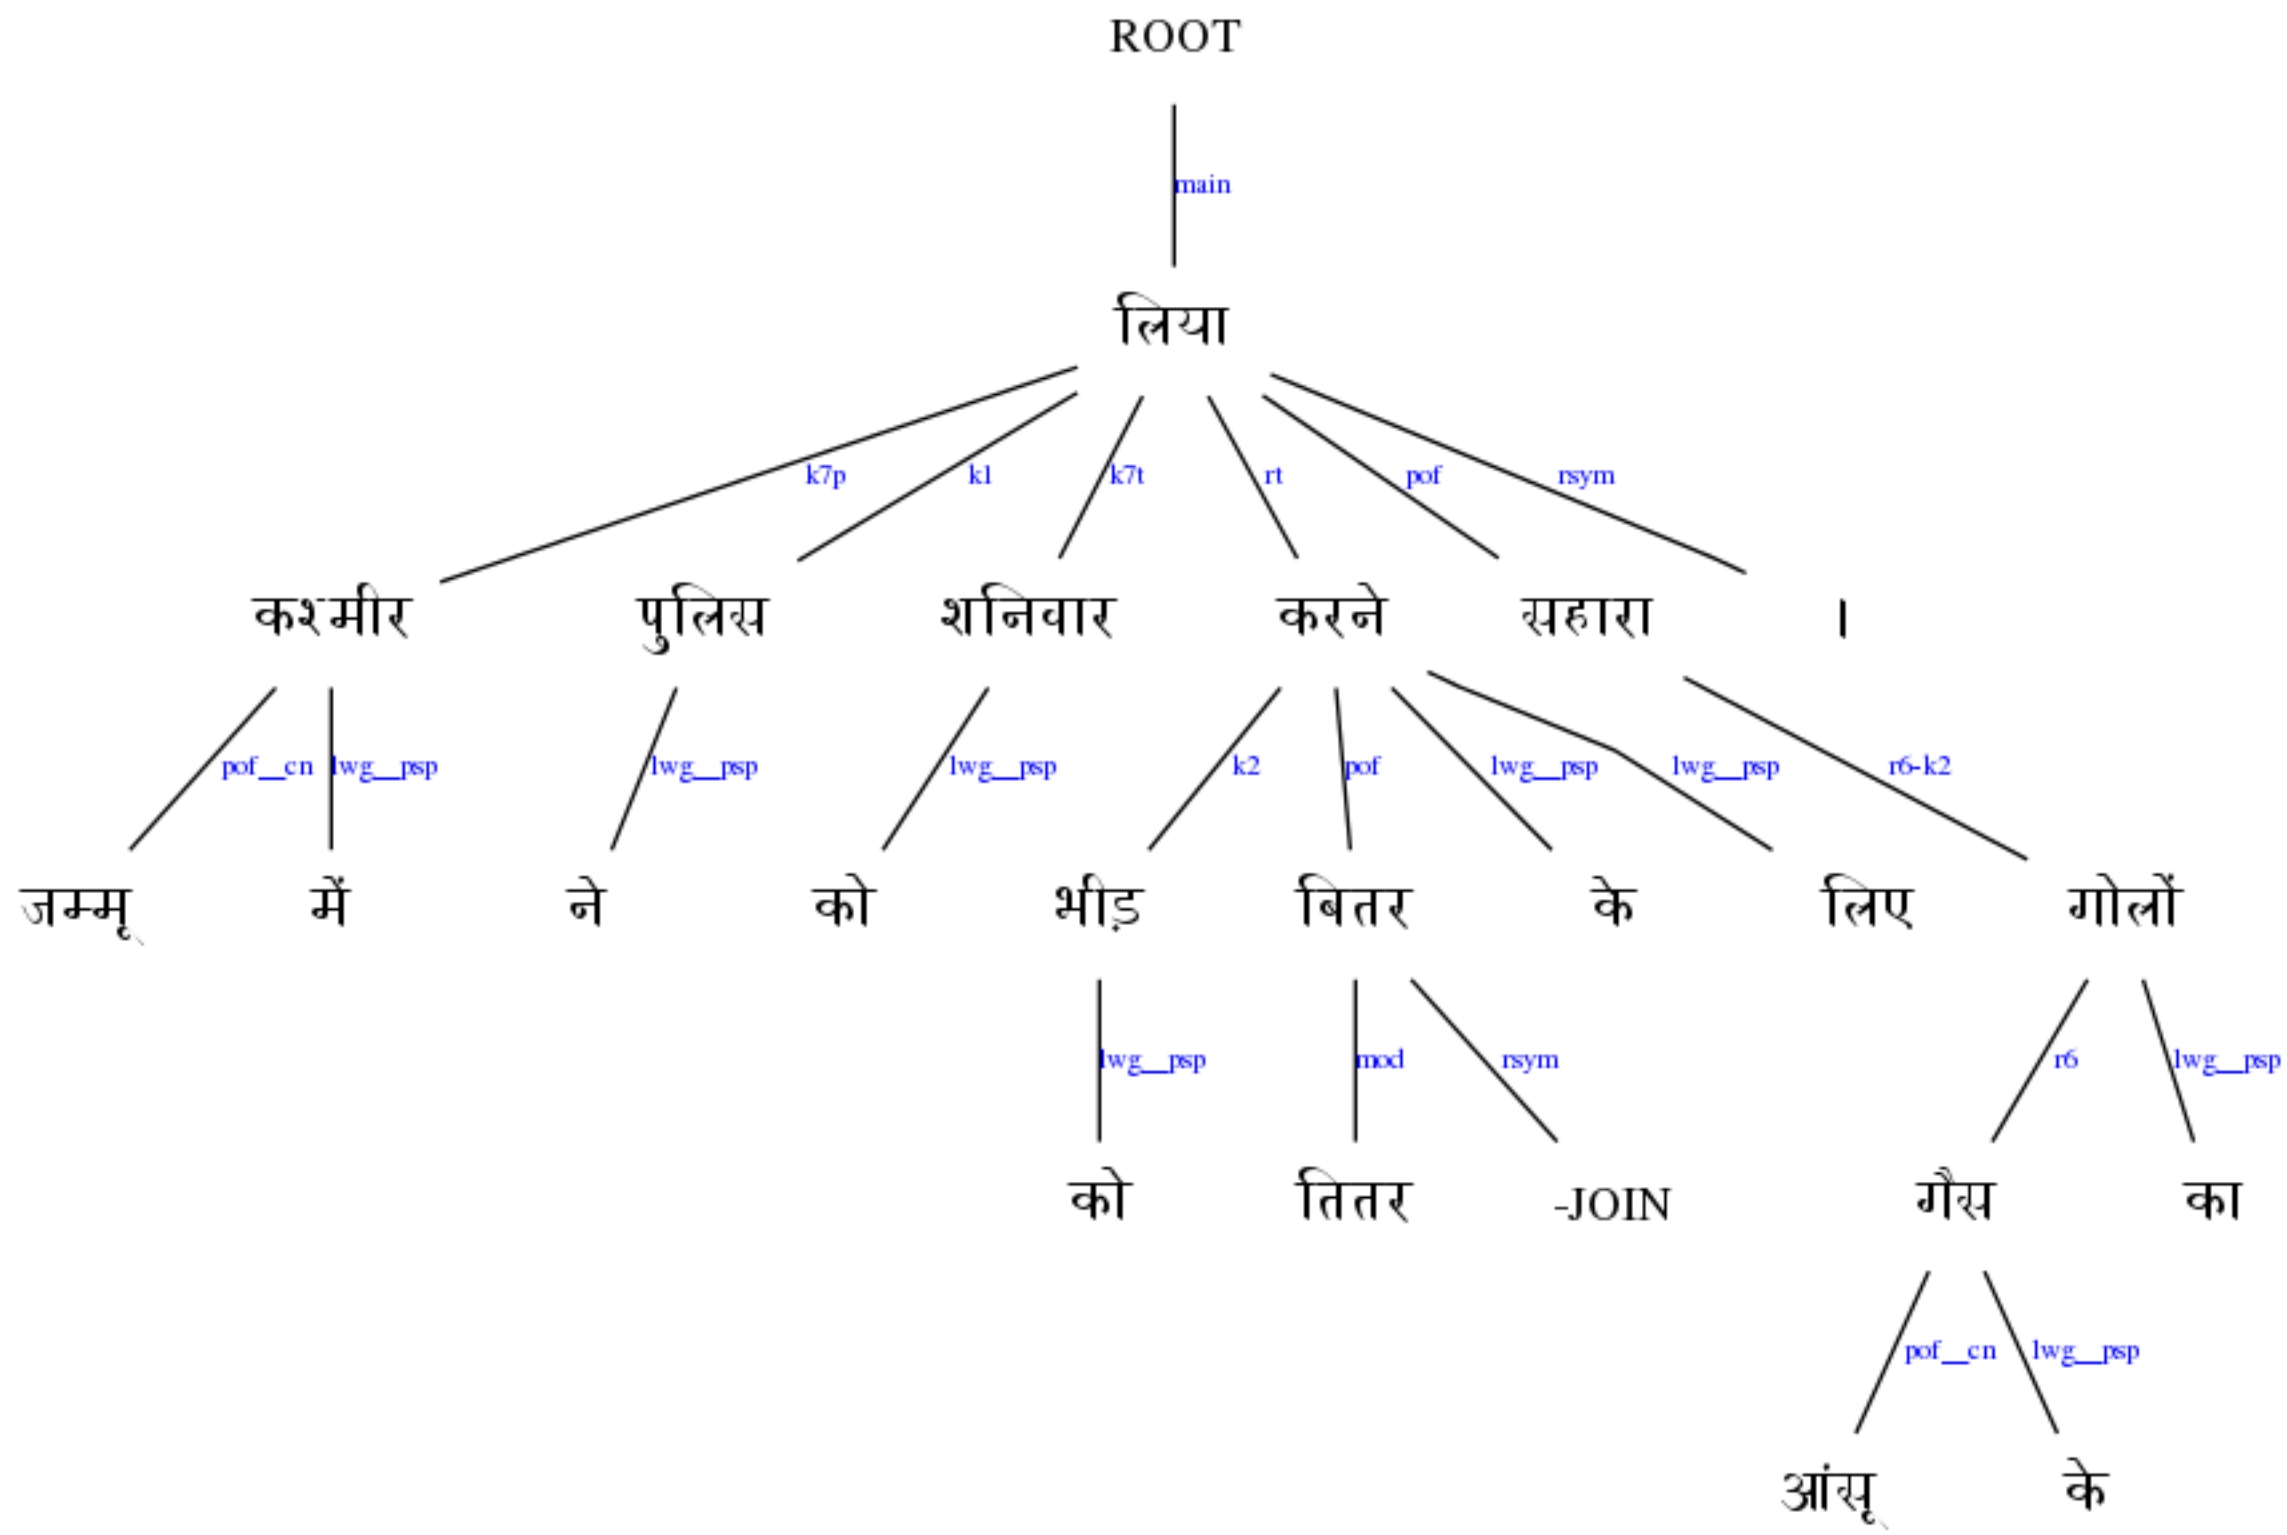 ROOT
main
लिया
k7p k1 k7t rt pof rsym
कश्मीर पुलिस शनिवार करने सहारा ।
pof__cn lwg__psp lwg__psp lwg__psp k2 pof lwg__psp lwg__psp r6-k2
जम्मू में ने को भीड़ बितर के लिए गोलों
lwg__psp mod rsym r6 lwg__psp
को तितर -JOIN गैस का
pof__cn lwg__psp
आंसू के